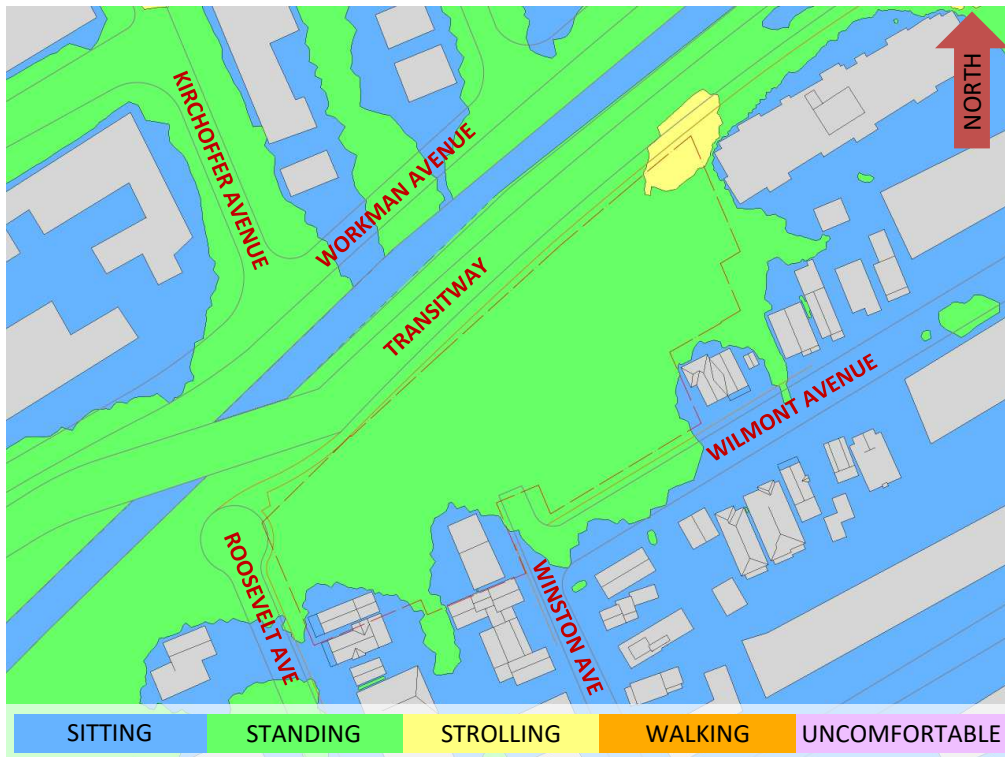 NORTH
KIRCHOFFER AVENUE
WORKMAN AVENUE
TRANSITWAY
WILMONT AVENUE
ROOSEVELT AVE
WINSTON AVE
SITTING STANDING STROLLING WALKING UNCOMFORTABLE